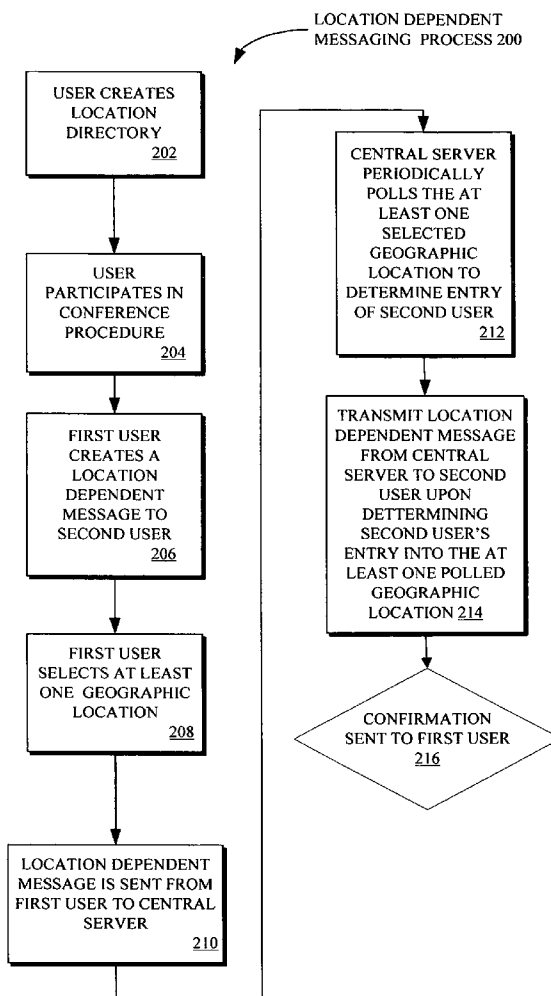 LOCATION DEPENDENT
MESSAGING PROCESS 200
USER CREATES
LOCATION
DIRECTORY
202
USER
PARTICIPATES IN
CONFERENCE
PROCEDURE
204
FIRST USER
CREATES A
LOCATION
DEPENDENT
MESSAGE TO
SECOND USER
206
FIRST USER
SELECTS AT LEAST
ONE GEOGRAPHIC
LOCATION
208
LOCATION DEPENDENT
MESSAGE IS SENT FROM
FIRST USER TO CENTRAL
SERVER
210
CENTRAL SERVER
PERIODICALLY
POLLS THE AT
LEAST ONE
SELECTED
GEOGRAPHIC
LOCATION TO
DETERMINE ENTRY
OF SECOND USER
212
TRANSMIT LOCATION
DEPENDENT MESSAGE
FROM CENTRAL
SERVER TO SECOND
USER UPON
DETTERMINING
SECOND USER'S
ENTRY INTO THE AT
LEAST ONE POLLED
GEOGRAPHIC
LOCATION 214
CONFIRMATION
SENT TO FIRST USER
216